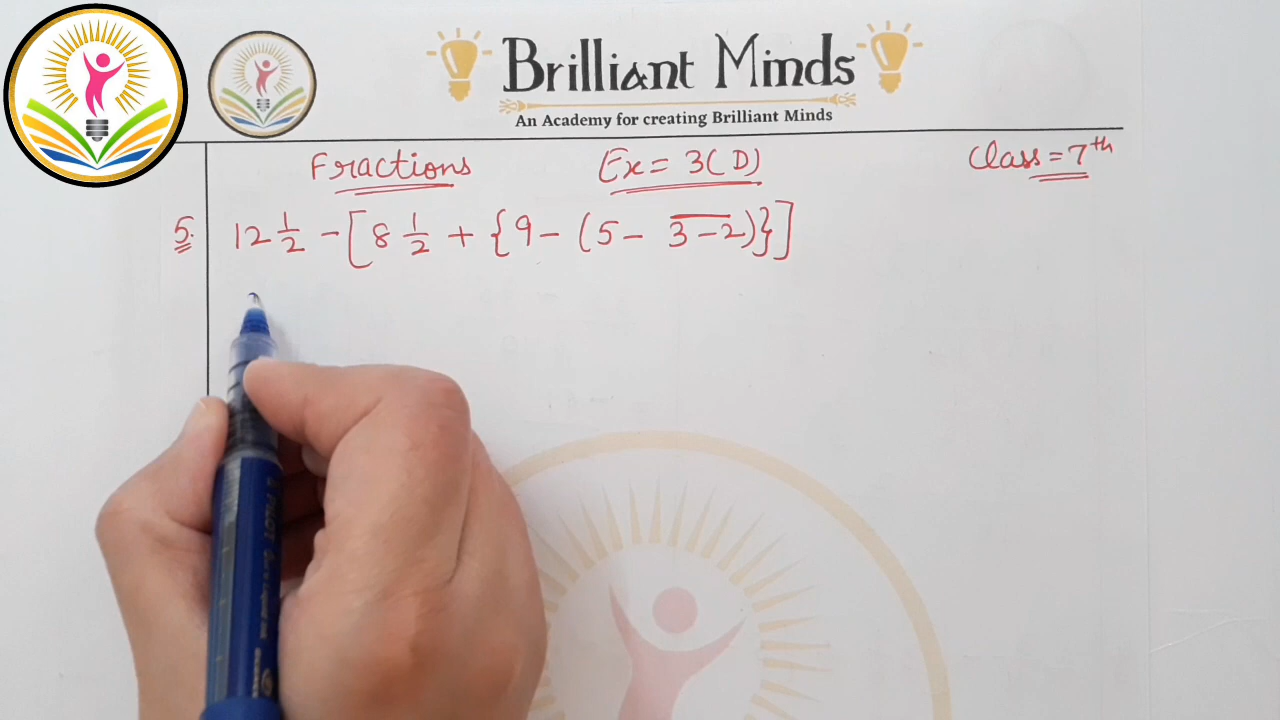 Brilliant Minds
An Academy for creating Brilliant Minds
Fractions Ex = 3(D) Class = 7th
5. 12 1/2 - [8 1/2 + {9 - (5 - 3̅ ̅-̅ ̅2̅)}]